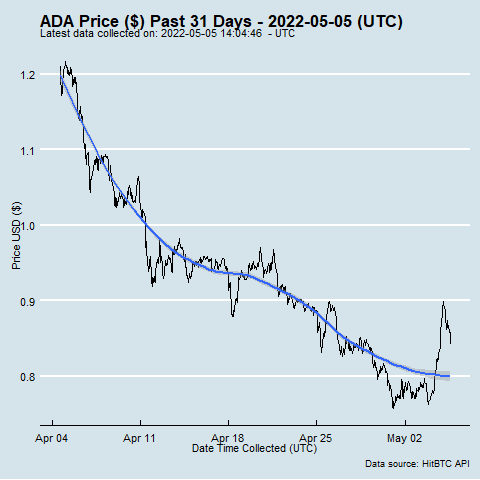 ADA Price ($) Past 31 Days - 2022-05-05 (UTC)
Latest data collected on: 2022-05-05 14:04:46 - UTC
Price USD ($)
1.2
1.1
1.0
0.9
0.8
Apr 04 Apr 11 Apr 18 Apr 25 May 02
Date Time Collected (UTC)
Data source: HitBTC API